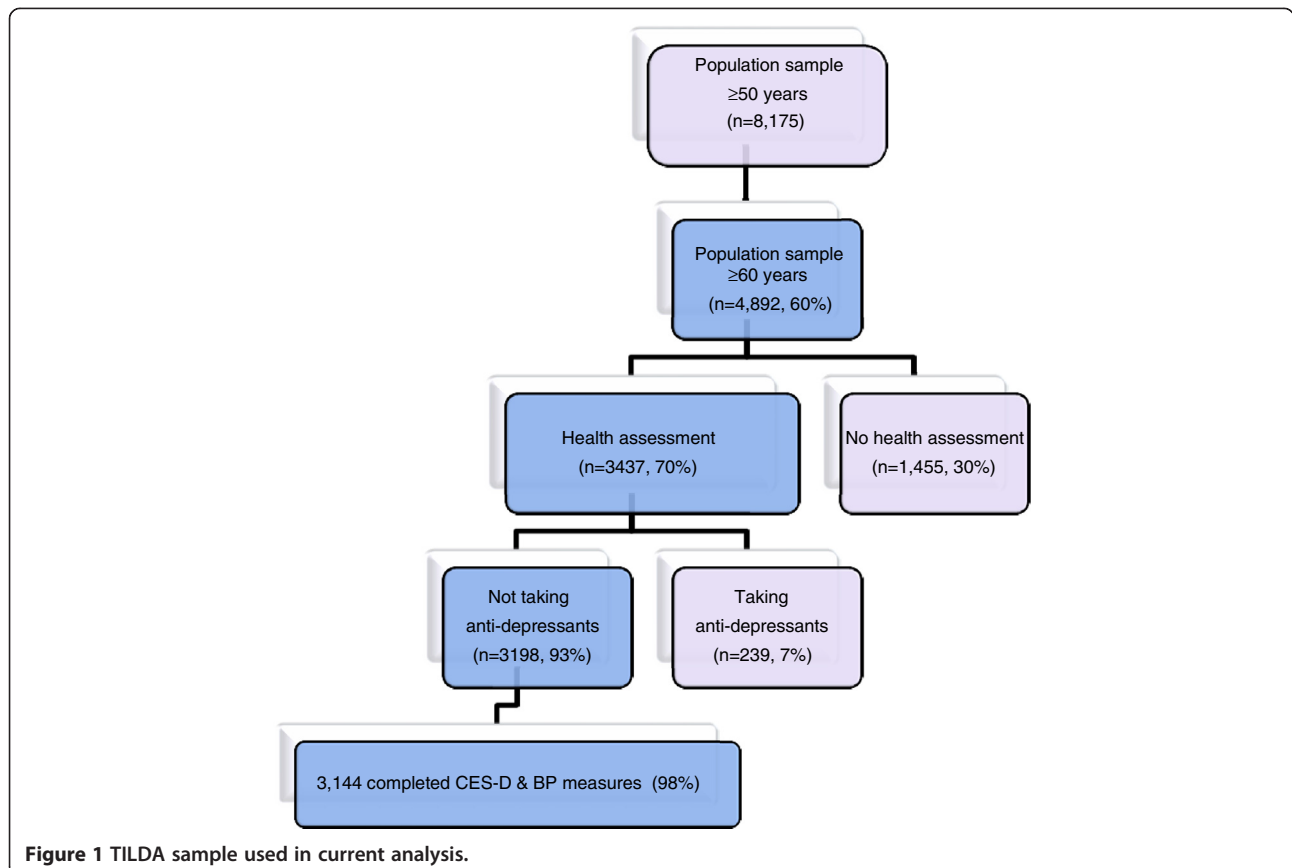 Population sample
≥50 years
(n=8,175)
Population sample
≥60 years
(n=4,892, 60%)
Health assessment
(n=3437, 70%)
No health assessment
(n=1,455, 30%)
Not taking
anti-depressants
(n=3198, 93%)
Taking
anti-depressants
(n=239, 7%)
3,144 completed CES-D & BP measures (98%)
Figure 1 TILDA sample used in current analysis.